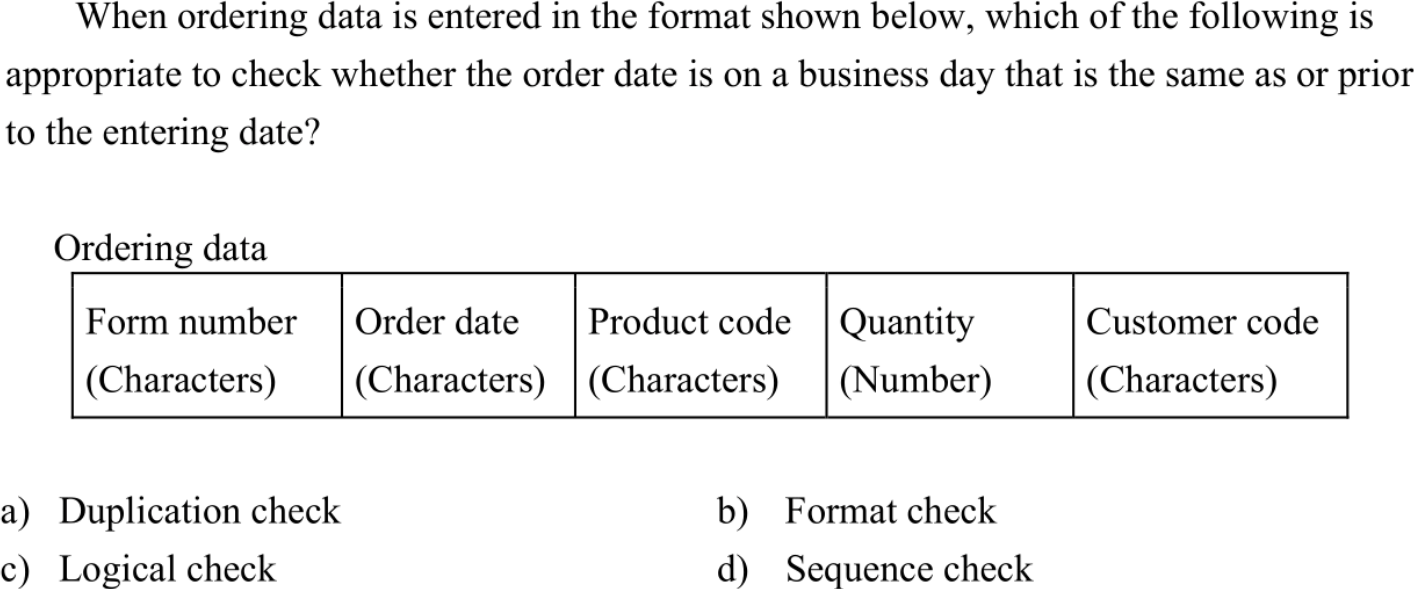 When ordering data is entered in the format shown below, which of the following is
appropriate to check whether the order date is on a business day that is the same as or prior
to the entering date?
Ordering data
Form number Order date Product code Quantity Customer code
(Characters) (Characters) (Characters) (Number) (Characters)
a) Duplication check b) Format check
c) Logical check d) Sequence check